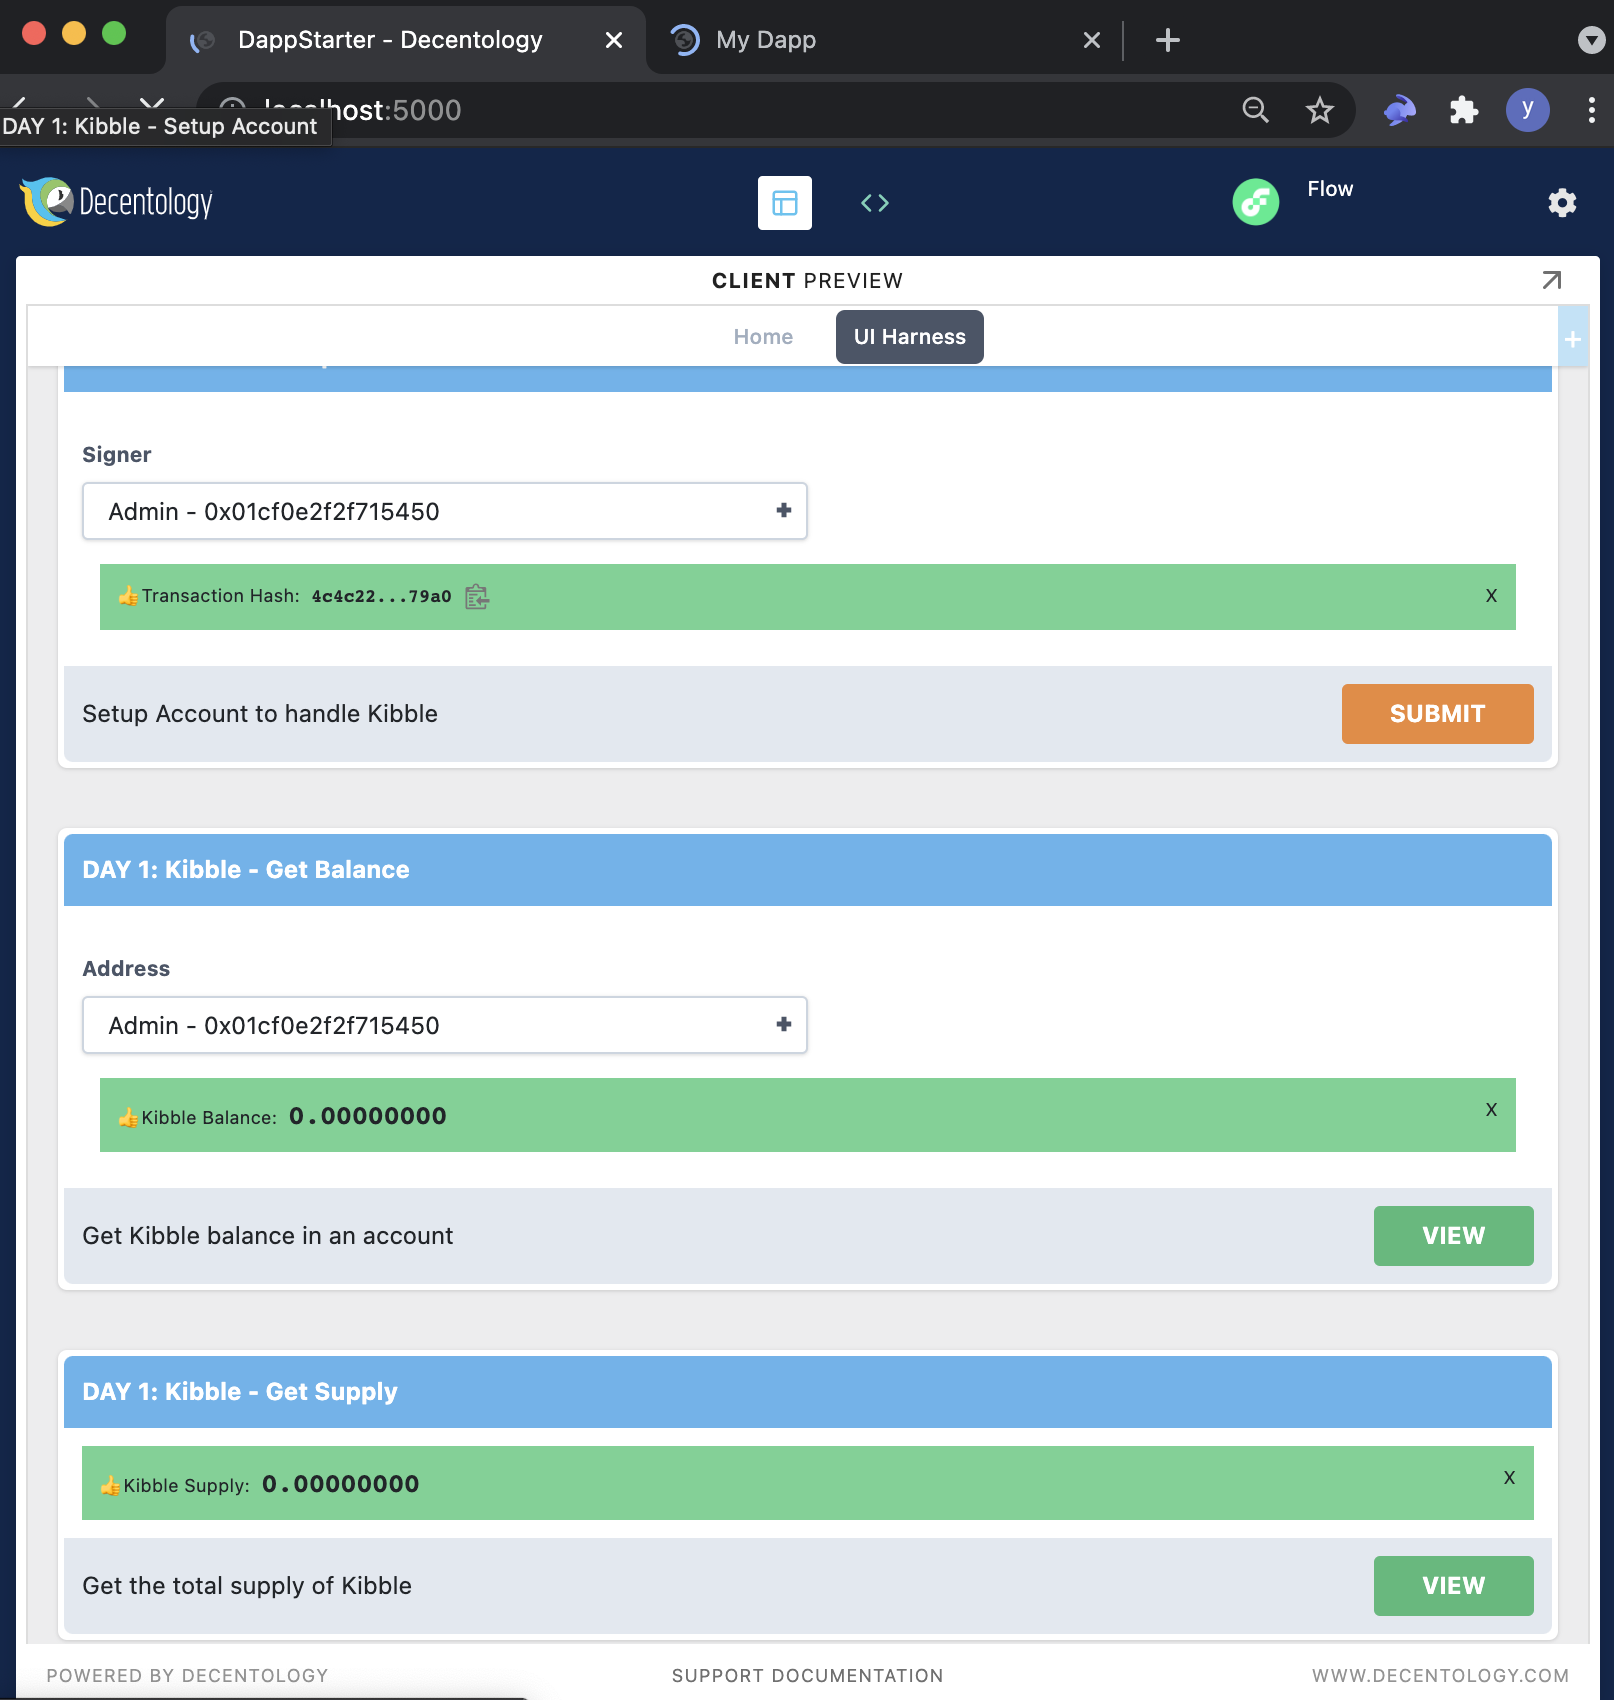 DappStarter - Decentology
My Dapp
localhost:5000
y
DAY 1: Kibble - Setup Account
Decentology
Flow
CLIENT PREVIEW
Home
UI Harness
+
Signer
Admin - 0x01cf0e2f2f715450
👍Transaction Hash: 4c4c22...79a0
X
Setup Account to handle Kibble
SUBMIT
DAY 1: Kibble - Get Balance
Address
Admin - 0x01cf0e2f2f715450
👍Kibble Balance: 0.00000000
X
Get Kibble balance in an account
VIEW
DAY 1: Kibble - Get Supply
👍Kibble Supply: 0.00000000
X
Get the total supply of Kibble
VIEW
POWERED BY DECENTOLOGY
SUPPORT DOCUMENTATION
WWW.DECENTOLOGY.COM